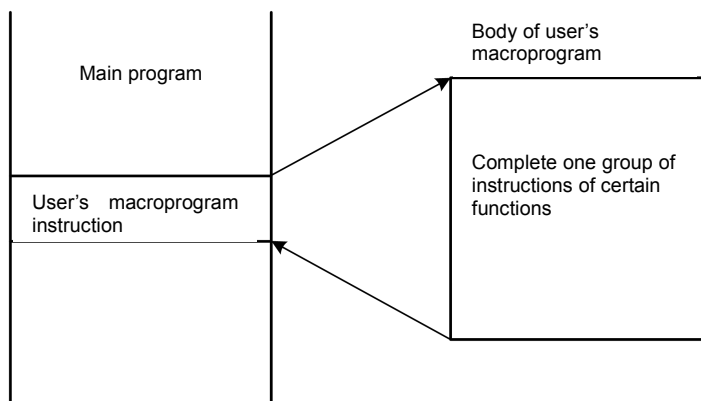 Main program
User's macroprogram
instruction
Body of user's
macroprogram
Complete one group of
instructions of certain
functions